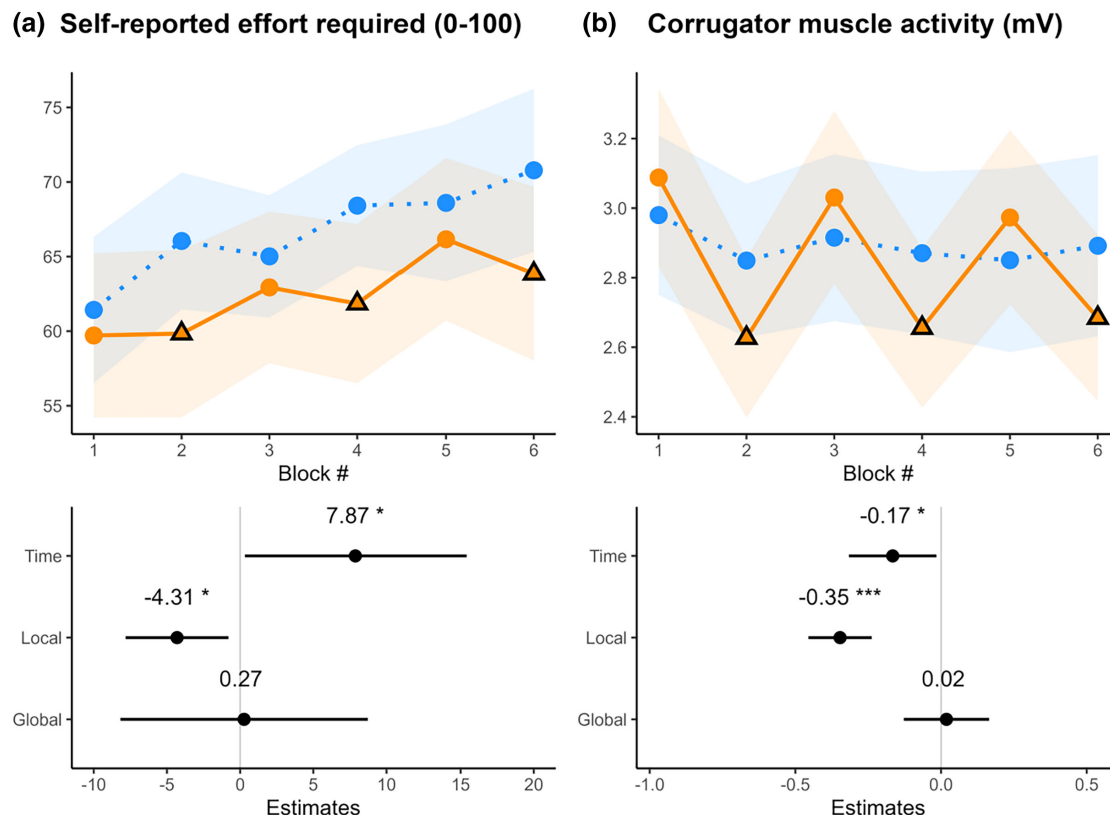 (a) Self-reported effort required (0-100)
75
70
65
60
55
1 2 3 4 5 6
Block #
7.87 *
Time
-4.31 *
Local
0.27
Global
-10 -5 0 5 10 15 20
Estimates
(b) Corrugator muscle activity (mV)
3.2
3.0
2.8
2.6
2.4
1 2 3 4 5 6
Block #
-0.17 *
Time
-0.35 ***
Local
0.02
Global
-1.0 -0.5 0.0 0.5
Estimates